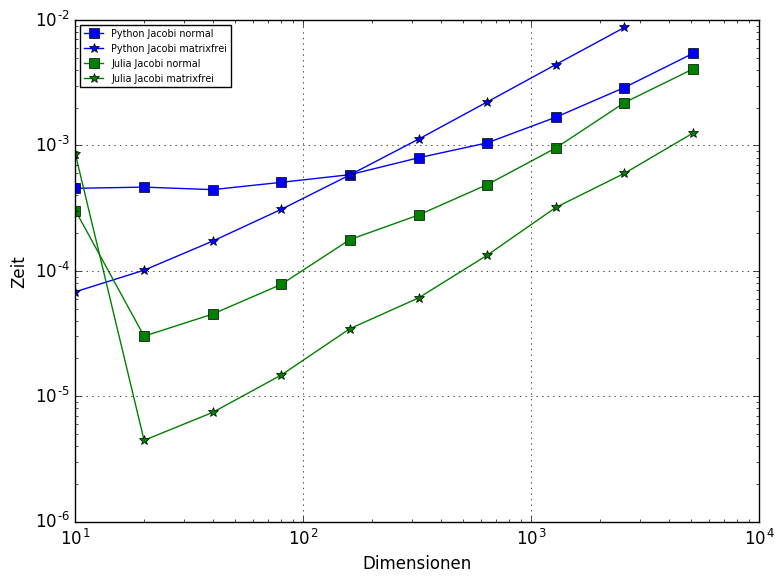 Python Jacobi normal
Python Jacobi matrixfrei
Julia Jacobi normal
Julia Jacobi matrixfrei
10^-2
10^-3
10^-4
10^-5
10^-6
Zeit
10^1
10^2
10^3
10^4
Dimensionen